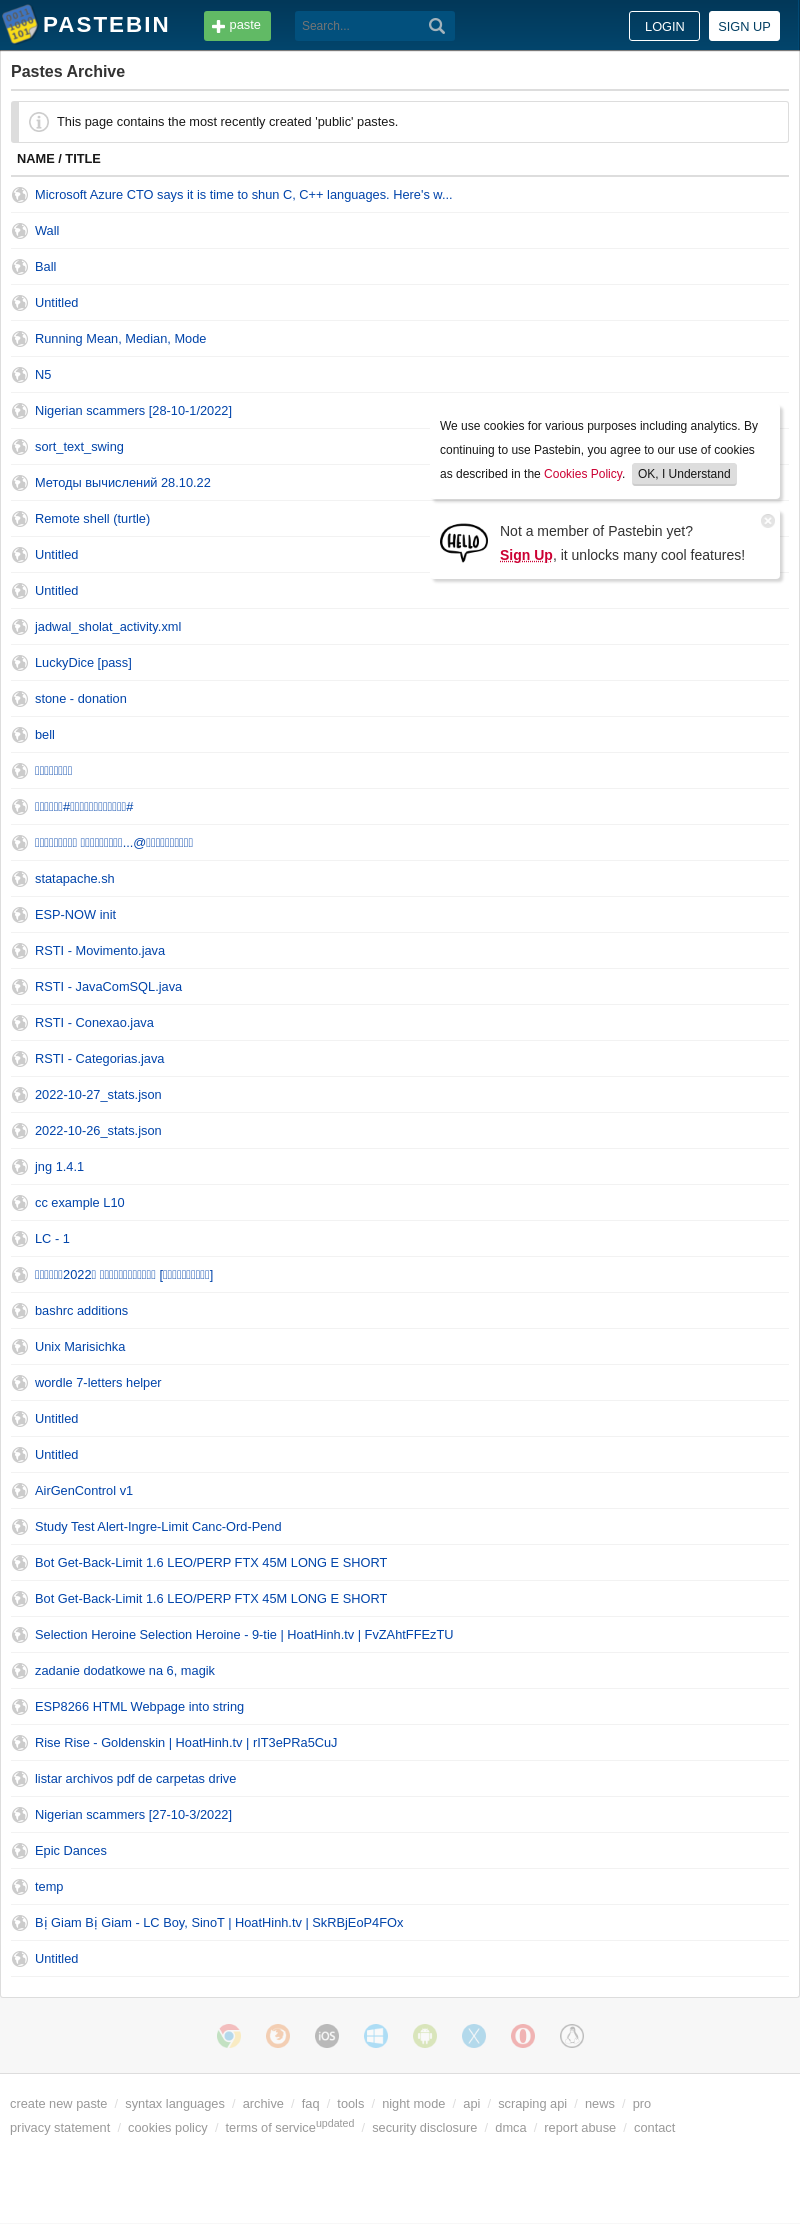 PASTEBIN
paste
Search...
LOGIN
SIGN UP
Pastes Archive
This page contains the most recently created 'public' pastes.
NAME / TITLE
Microsoft Azure CTO says it is time to shun C, C++ languages. Here's w...
Wall
Ball
Untitled
Running Mean, Median, Mode
N5
Nigerian scammers [28-10-1/2022]
sort_text_swing
Методы вычислений 28.10.22
Remote shell (turtle)
Untitled
Untitled
jadwal_sholat_activity.xml
LuckyDice [pass]
stone - donation
bell
#
#
...@
statapache.sh
ESP-NOW init
RSTI - Movimento.java
RSTI - JavaComSQL.java
RSTI - Conexao.java
RSTI - Categorias.java
2022-10-27_stats.json
2022-10-26_stats.json
jng 1.4.1
cc example L10
LC - 1
2022
bashrc additions
Unix Marisichka
wordle 7-letters helper
Untitled
Untitled
AirGenControl v1
Study Test Alert-Ingre-Limit Canc-Ord-Pend
Bot Get-Back-Limit 1.6 LEO/PERP FTX 45M LONG E SHORT
Bot Get-Back-Limit 1.6 LEO/PERP FTX 45M LONG E SHORT
Selection Heroine Selection Heroine - 9-tie | HoatHinh.tv | FvZAhtFFEzTU
zadanie dodatkowe na 6, magik
ESP8266 HTML Webpage into string
Rise Rise - Goldenskin | HoatHinh.tv | rIT3ePRa5CuJ
listar archivos pdf de carpetas drive
Nigerian scammers [27-10-3/2022]
Epic Dances
temp
Bị Giam Bị Giam - LC Boy, SinoT | HoatHinh.tv | SkRBjEoP4FOx
Untitled
We use cookies for various purposes including analytics. By
continuing to use Pastebin, you agree to our use of cookies
as described in the Cookies Policy. OK, I Understand
HELLO
Not a member of Pastebin yet?
Sign Up, it unlocks many cool features!
iOS
create new paste / syntax languages / archive / faq / tools / night mode / api / scraping api / news / pro
privacy statement / cookies policy / terms of service updated / security disclosure / dmca / report abuse / contact